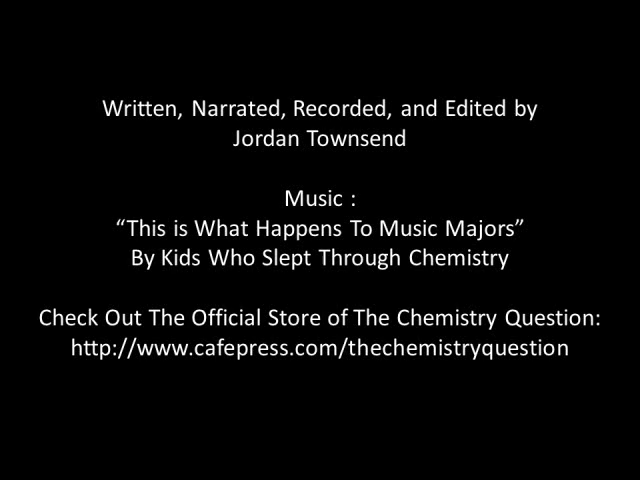 Written, Narrated, Recorded, and Edited by
Jordan Townsend
Music :
“This is What Happens To Music Majors”
By Kids Who Slept Through Chemistry
Check Out The Official Store of The Chemistry Question:
http://www.cafepress.com/thechemistryquestion